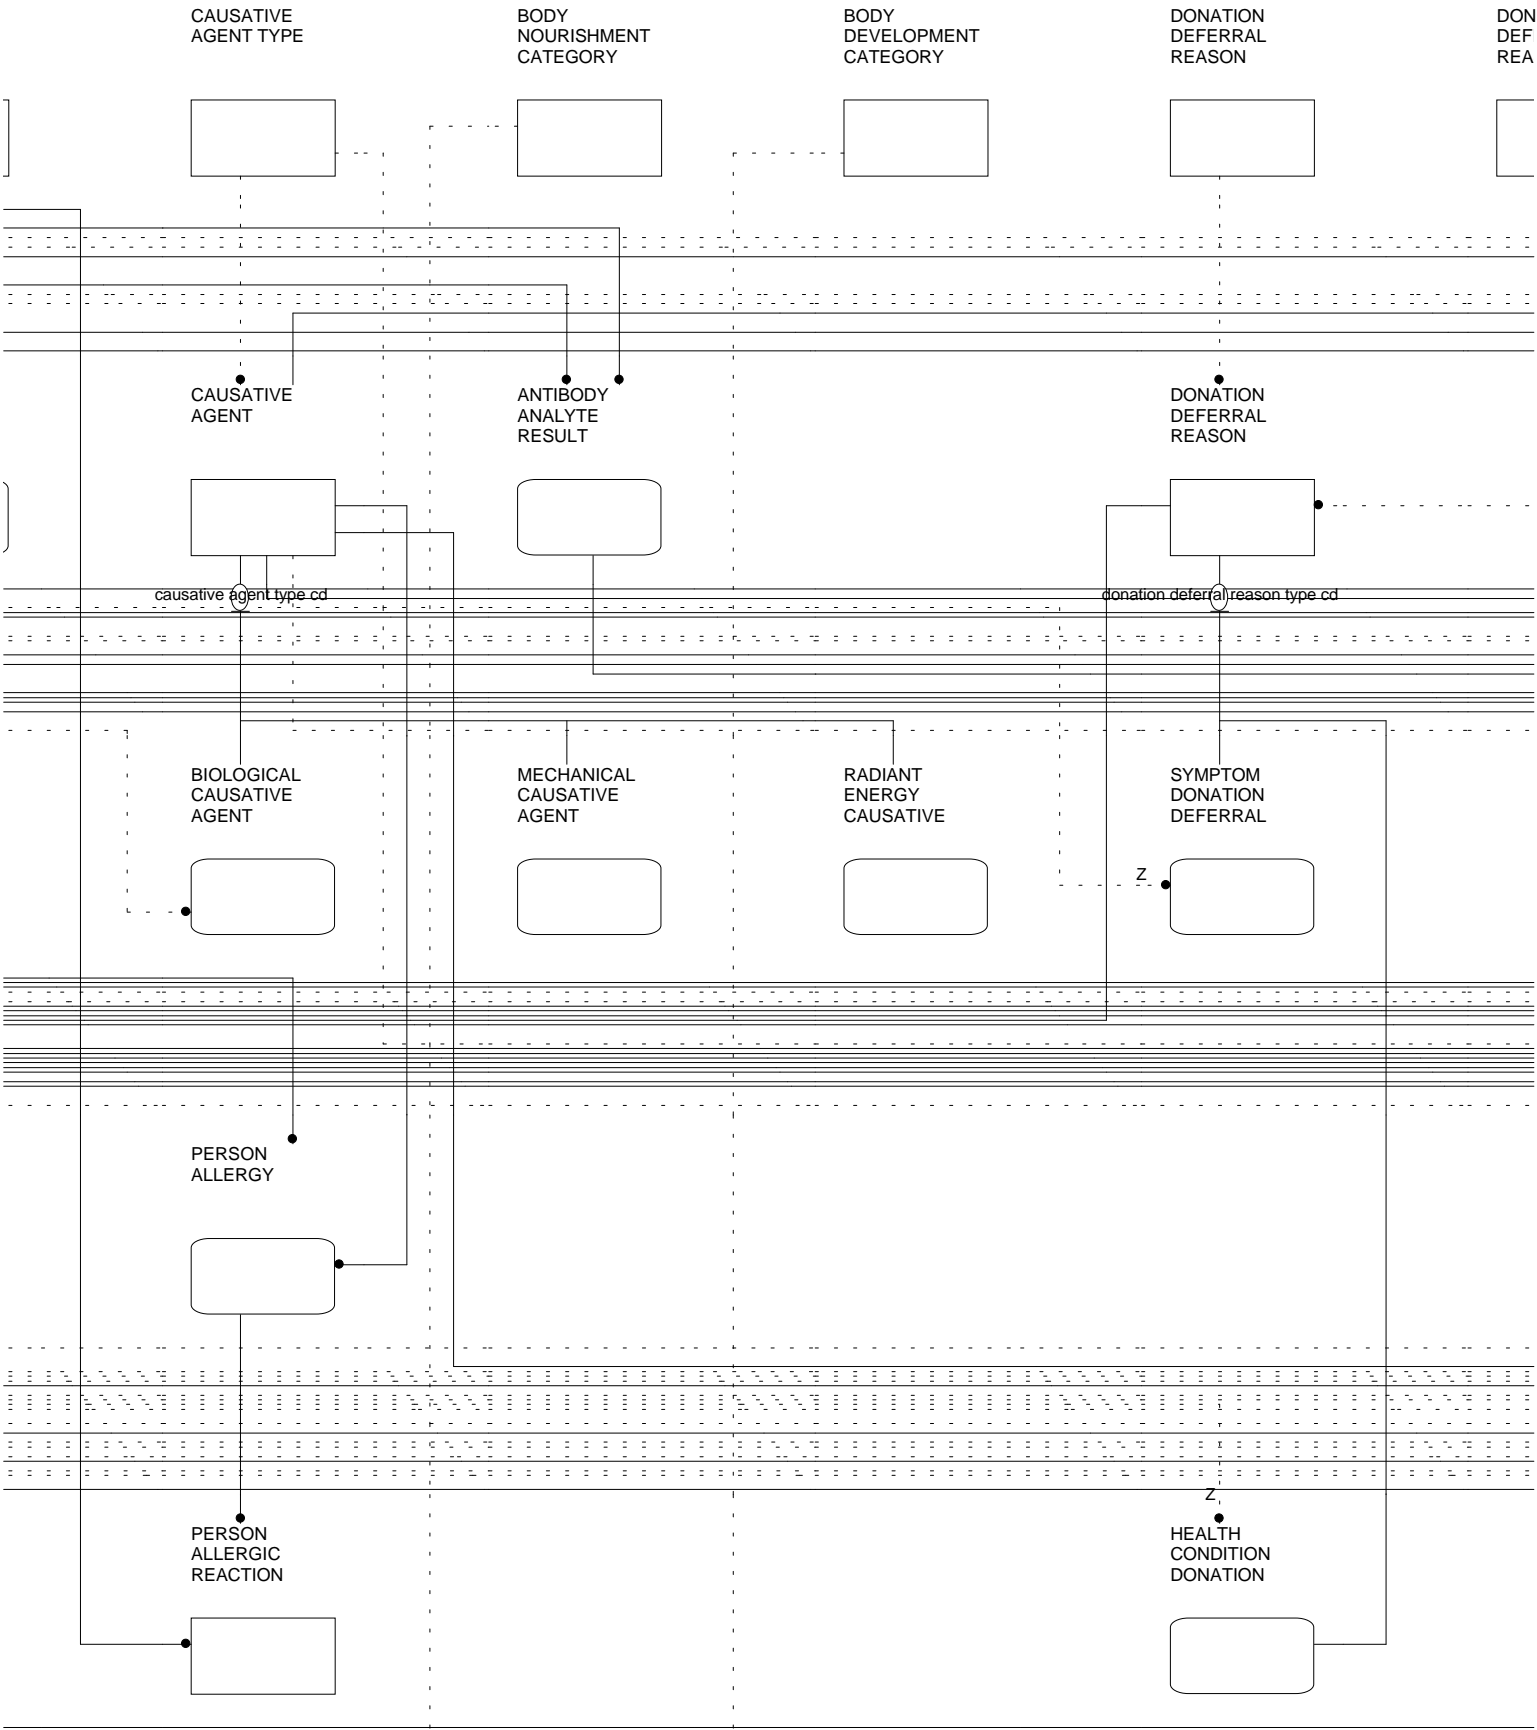 CAUSATIVE
AGENT TYPE
BODY
NOURISHMENT
CATEGORY
BODY
DEVELOPMENT
CATEGORY
DONATION
DEFERRAL
REASON
DON
DEF
REA
CAUSATIVE
AGENT
ANTIBODY
ANALYTE
RESULT
DONATION
DEFERRAL
REASON
causative agent type cd
donation deferral reason type cd
BIOLOGICAL
CAUSATIVE
AGENT
MECHANICAL
CAUSATIVE
AGENT
RADIANT
ENERGY
CAUSATIVE
SYMPTOM
DONATION
DEFERRAL
Z
PERSON
ALLERGY
Z
PERSON
ALLERGIC
REACTION
HEALTH
CONDITION
DONATION